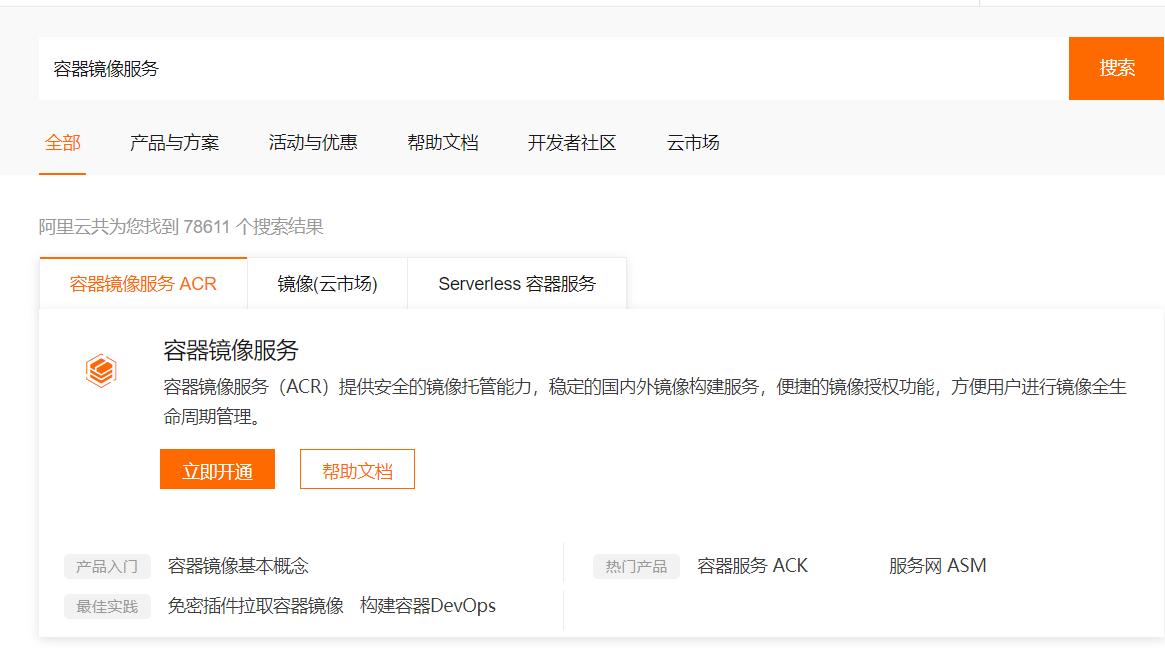 容器镜像服务
搜索
全部 产品与方案 活动与优惠 帮助文档 开发者社区 云市场
阿里云共为您找到 78611 个搜索结果
容器镜像服务 ACR 镜像(云市场) Serverless 容器服务
容器镜像服务
容器镜像服务（ACR）提供安全的镜像托管能力，稳定的国内外镜像构建服务，便捷的镜像授权功能，方便用户进行镜像全生
命周期管理。
立即开通 帮助文档
产品入门 容器镜像基本概念 热门产品 容器服务 ACK 服务网 ASM
最佳实践 免密插件拉取容器镜像 构建容器DevOps